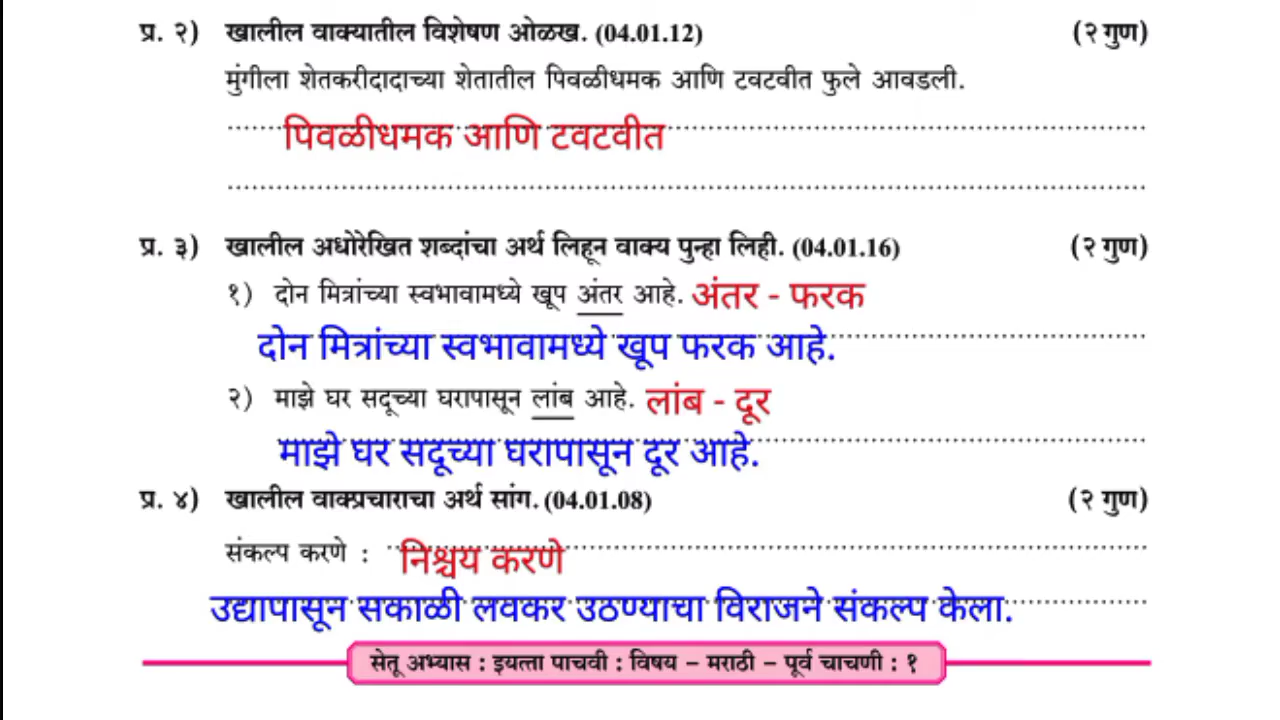 प्र. २) खालील वाक्यातील विशेषण ओळख. (04.01.12) (२ गुण)
मुंगीला शेतकरीदादाच्या शेतातील पिवळीधमक आणि टवटवीत फुले आवडली.
पिवळीधमक आणि टवटवीत
प्र. ३) खालील अधोरेखित शब्दांचा अर्थ लिहून वाक्य पुन्हा लिही. (04.01.16) (२ गुण)
१) दोन मित्रांच्या स्वभावामध्ये खूप अंतर आहे. अंतर - फरक
दोन मित्रांच्या स्वभावामध्ये खूप फरक आहे.
२) माझे घर सदूच्या घरापासून लांब आहे. लांब - दूर
माझे घर सदूच्या घरापासून दूर आहे.
प्र. ४) खालील वाक्प्रचाराचा अर्थ सांग. (04.01.08) (२ गुण)
संकल्प करणे : निश्चय करणे
उद्यापासून सकाळी लवकर उठण्याचा विराजने संकल्प केला.
सेतू अभ्यास : इयत्ता पाचवी : विषय – मराठी – पूर्व चाचणी : १